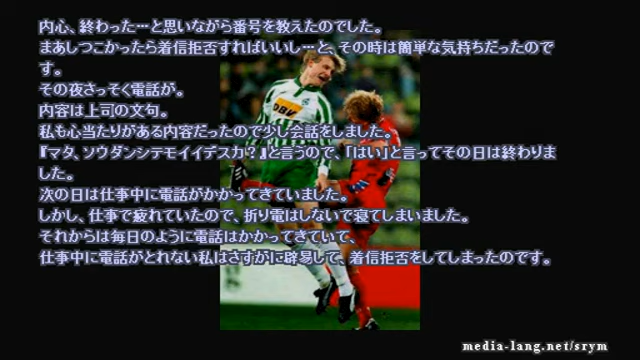 内心、終わった…と思いながら番号を教えたのでした。
まあしつこかったら着信拒否すればいいし…と、その時は簡単な気持ちだったので
す。
その夜さっそく電話が。
内容は上司の文句。
私も心当たりがある内容だったので少し会話をしました。
『マタ、ソウダンシテモイイデスカ?』と言うので、「はい」と言ってその日は終わりま
した。
次の日は仕事中に電話がかかってきていました。
しかし、仕事で疲れていたので、折り電はしないで寝てしまいました。
それからは毎日のように電話はかかってきていて、
仕事中に電話がとれない私はさすがに辟易して、着信拒否をしてしまったのです。
DBV
media-lang.net/srym